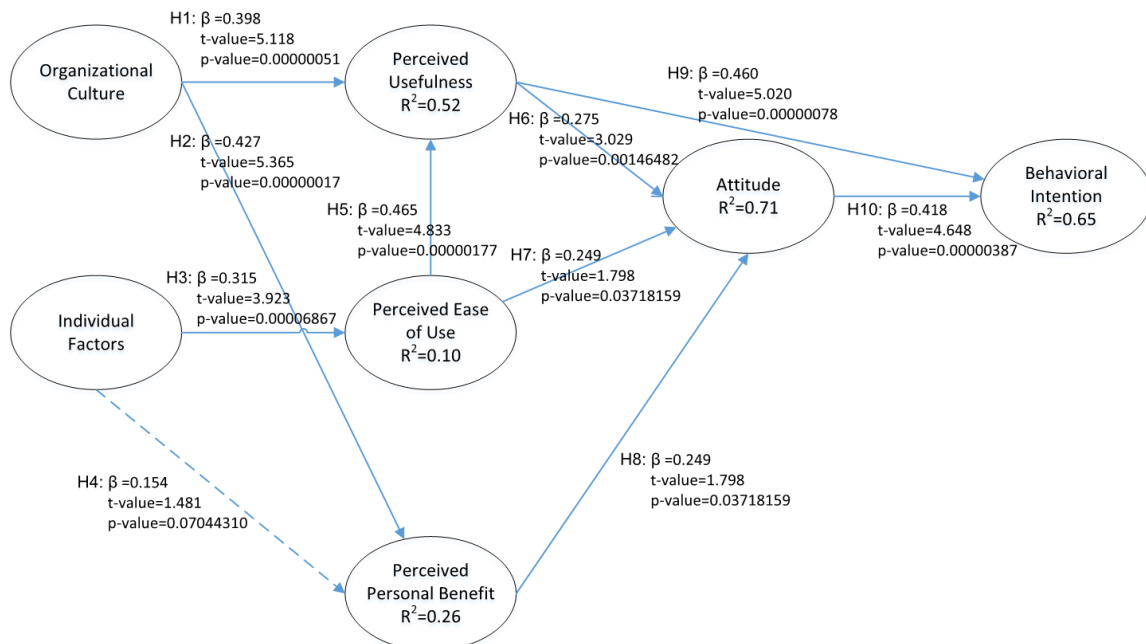 H1: β =0.398
t-value=5.118
p-value=0.00000051
Organizational
Culture
Perceived
Usefulness
R²=0.52
H9: β =0.460
t-value=5.020
p-value=0.00000078
H2: β =0.427
t-value=5.365
p-value=0.00000017
H6: β =0.275
t-value=3.029
p-value=0.00146482
Attitude
R²=0.71
Behavioral
Intention
R²=0.65
H5: β =0.465
t-value=4.833
p-value=0.00000177
H10: β =0.418
t-value=4.648
p-value=0.00000387
H7: β =0.249
t-value=1.798
p-value=0.03718159
H3: β =0.315
t-value=3.923
p-value=0.00006867
Individual
Factors
Perceived Ease
of Use
R²=0.10
H4: β =0.154
t-value=1.481
p-value=0.07044310
H8: β =0.249
t-value=1.798
p-value=0.03718159
Perceived
Personal Benefit
R²=0.26